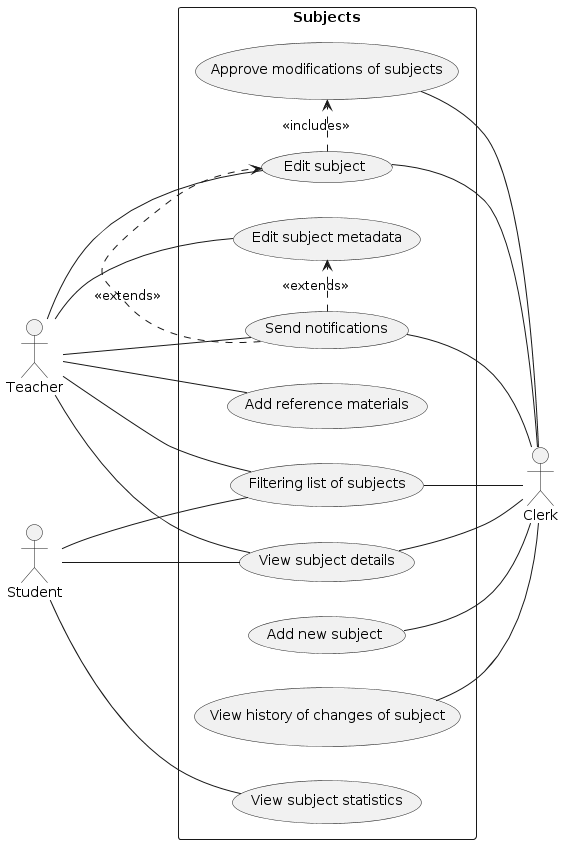 Subjects
Approve modifications of subjects
«includes»
Edit subject
Edit subject metadata
«extends»
«extends»
Send notifications
Teacher
Add reference materials
Filtering list of subjects
Clerk
View subject details
Student
Add new subject
View history of changes of subject
View subject statistics